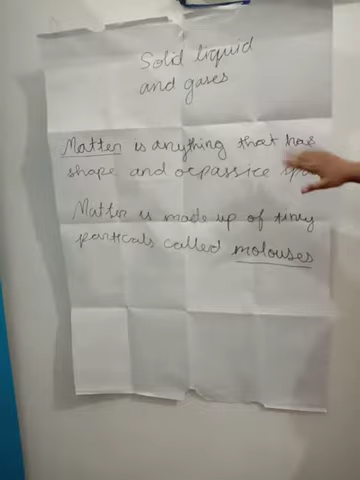 Solid liquid
and gases
Matter is anything that has
shape and ocpassice
Matter is made up of tiny
particals called molouses